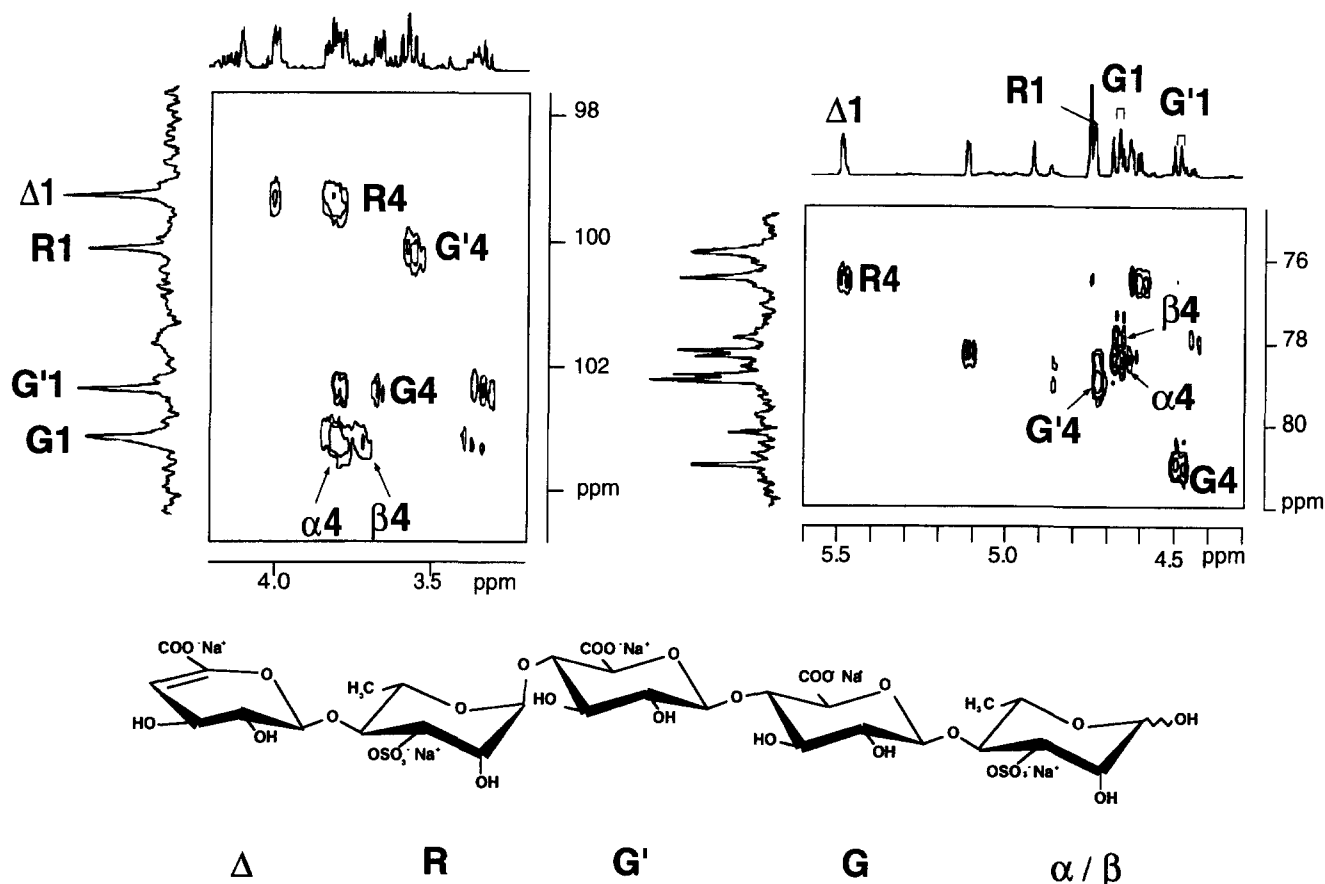 98
Δ1
R4
R1
100
G'4
G'1
102
G4
G1
ppm
α4
β4
4.0
3.5
ppm
G1
R1
G'1
Δ1
76
R4
β4
78
α4
G'4
80
G4
ppm
5.5
5.0
4.5
ppm
COO⁻Na⁺
O
HO
OH
O
H₃C
O
OSO₃⁻Na⁺
OH
O
COO⁻Na⁺
O
HO
OH
O
COO⁻ Na
O
HO
OH
O
H₃C
O
OH
OSO₃⁻Na⁺
OH
Δ
R
G'
G
α / β